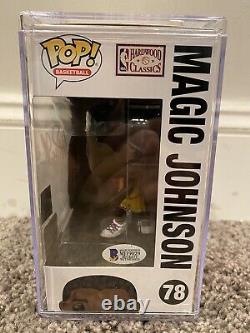 POP!
BASKETBALL
HARDWOOD
CLASSICS
MAGIC JOHNSON
78